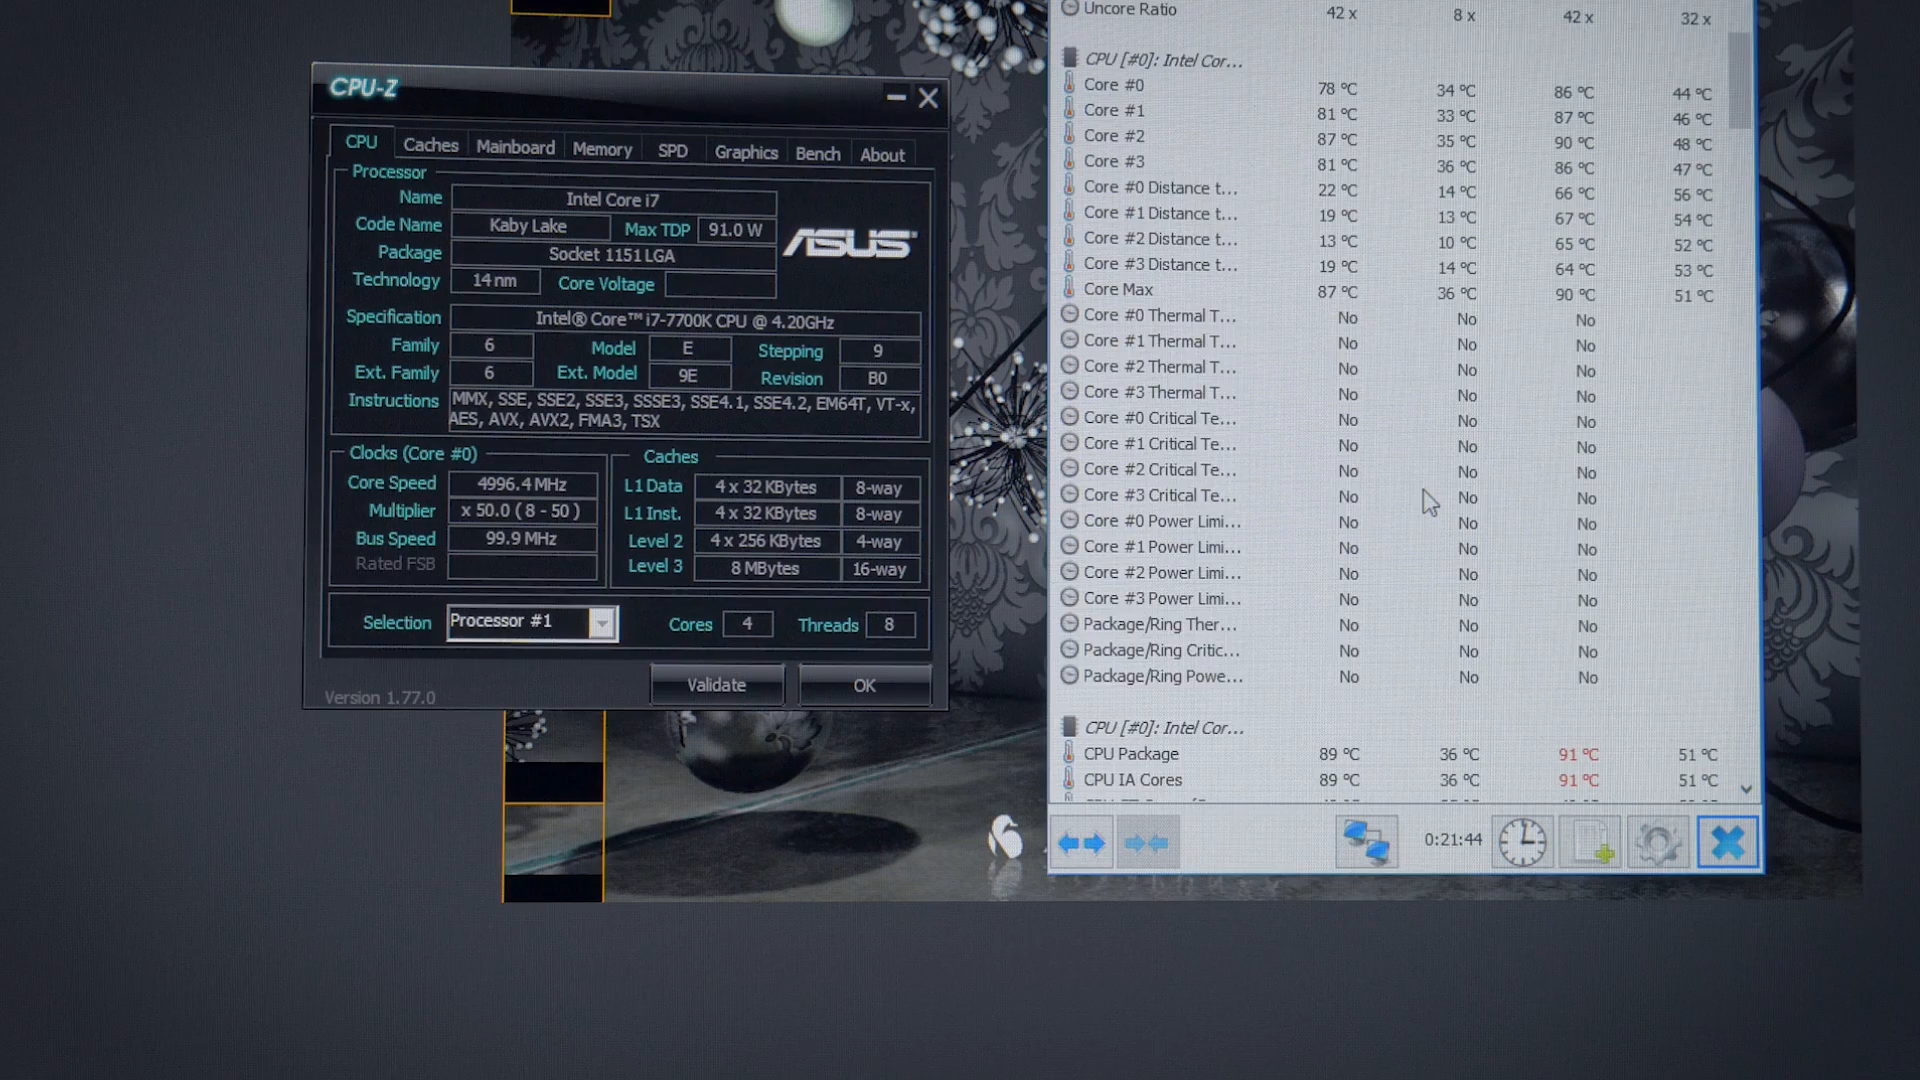 CPU-Z
CPU Caches Mainboard Memory SPD Graphics Bench About
Processor
Name Intel Core i7
Code Name Kaby Lake Max TDP 91.0 W
ASUS
Package Socket 1151 LGA
Technology 14 nm Core Voltage
Specification Intel® Core™ i7-7700K CPU @ 4.20GHz
Family 6 Model E Stepping 9
Ext. Family 6 Ext. Model 9E Revision B0
Instructions MMX, SSE, SSE2, SSE3, SSSE3, SSE4.1, SSE4.2, EM64T, VT-x,
AES, AVX, AVX2, FMA3, TSX
Clocks (Core #0)
Core Speed 4996.4 MHz
Multiplier x 50.0 ( 8 - 50 )
Bus Speed 99.9 MHz
Rated FSB
Caches
L1 Data 4 x 32 KBytes 8-way
L1 Inst. 4 x 32 KBytes 8-way
Level 2 4 x 256 KBytes 4-way
Level 3 8 MBytes 16-way
Selection Processor #1 Cores 4 Threads 8
Version 1.77.0
Validate OK
Uncore Ratio 42 x 8 x 42 x 32 x
CPU [#0]: Intel Cor...
Core #0 78 °C 34 °C 86 °C 44 °C
Core #1 81 °C 33 °C 87 °C 46 °C
Core #2 87 °C 35 °C 90 °C 48 °C
Core #3 81 °C 36 °C 86 °C 47 °C
Core #0 Distance t... 22 °C 14 °C 66 °C 56 °C
Core #1 Distance t... 19 °C 13 °C 67 °C 54 °C
Core #2 Distance t... 13 °C 10 °C 65 °C 52 °C
Core #3 Distance t... 19 °C 14 °C 64 °C 53 °C
Core Max 87 °C 36 °C 90 °C 51 °C
Core #0 Thermal T... No No No
Core #1 Thermal T... No No No
Core #2 Thermal T... No No No
Core #3 Thermal T... No No No
Core #0 Critical Te... No No No
Core #1 Critical Te... No No No
Core #2 Critical Te... No No No
Core #3 Critical Te... No No No
Core #0 Power Limi... No No No
Core #1 Power Limi... No No No
Core #2 Power Limi... No No No
Core #3 Power Limi... No No No
Package/Ring Ther... No No No
Package/Ring Critic... No No No
Package/Ring Powe... No No No
CPU [#0]: Intel Cor...
CPU Package 89 °C 36 °C 91 °C 51 °C
CPU IA Cores 89 °C 36 °C 91 °C 51 °C
0:21:44